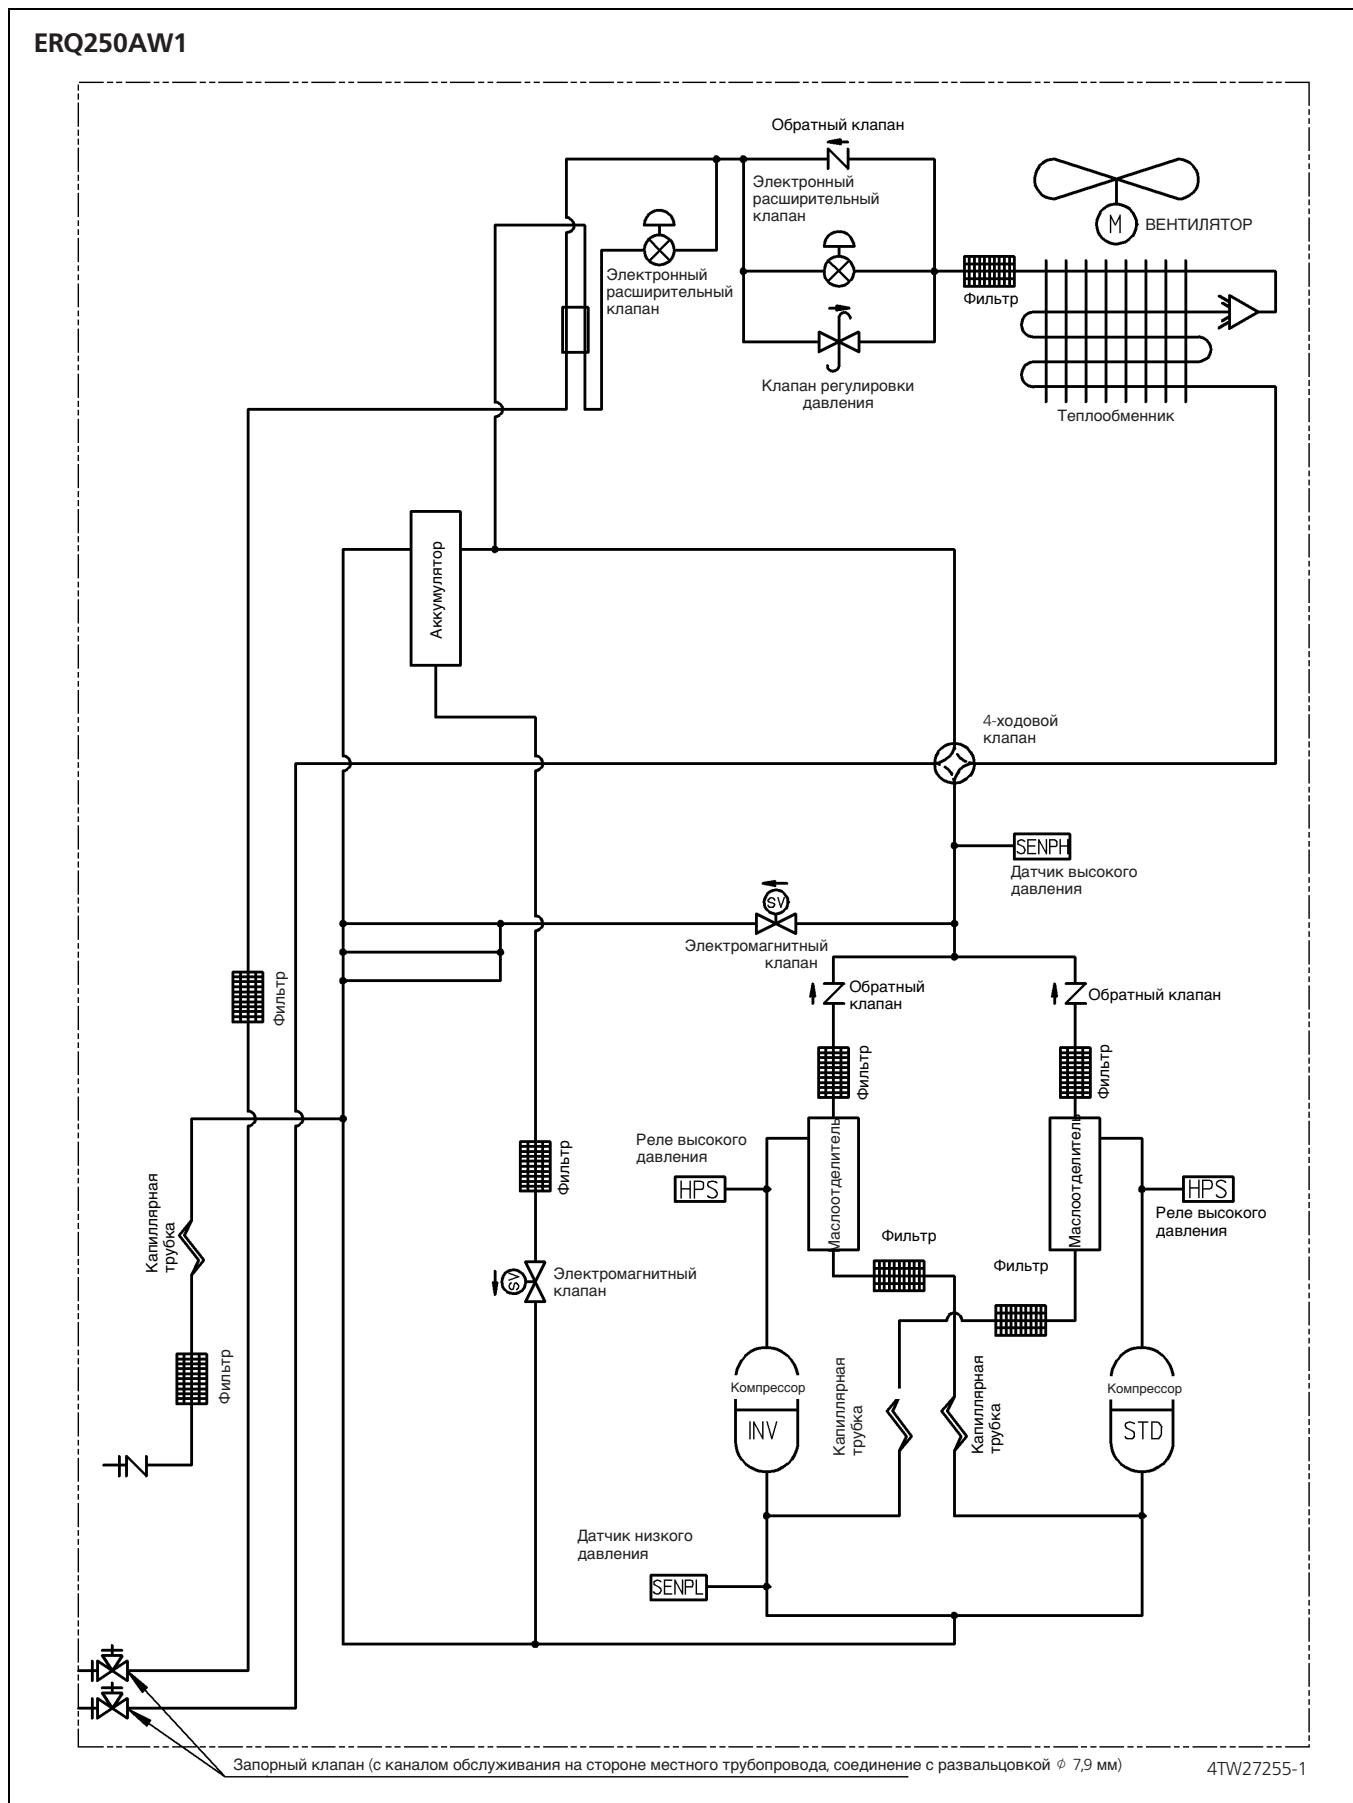 ERQ250AW1
Обратный клапан
Электронный
расширительный
клапан
M
ВЕНТИЛЯТОР
Электронный
расширительный
клапан
Фильтр
Клапан регулировки
давления
Теплообменник
Аккумулятор
4-ходовой
клапан
SENPH
Датчик высокого
давления
SV
Электромагнитный
клапан
Фильтр
Обратный
клапан
Обратный клапан
Фильтр
Фильтр
Маслоотделитель
Маслоотделитель
Реле высокого
давления
HPS
HPS
Реле высокого
давления
Фильтр
Капиллярная
трубка
Фильтр
Фильтр
SV
Электромагнитный
клапан
Фильтр
Компрессор
INV
Капиллярная
трубка
Капиллярная
трубка
Компрессор
STD
Датчик низкого
давления
SENPL
Запорный клапан (с каналом обслуживания на стороне местного трубопровода, соединение с развальцовкой ⌀ 7,9 мм)
4TW27255-1